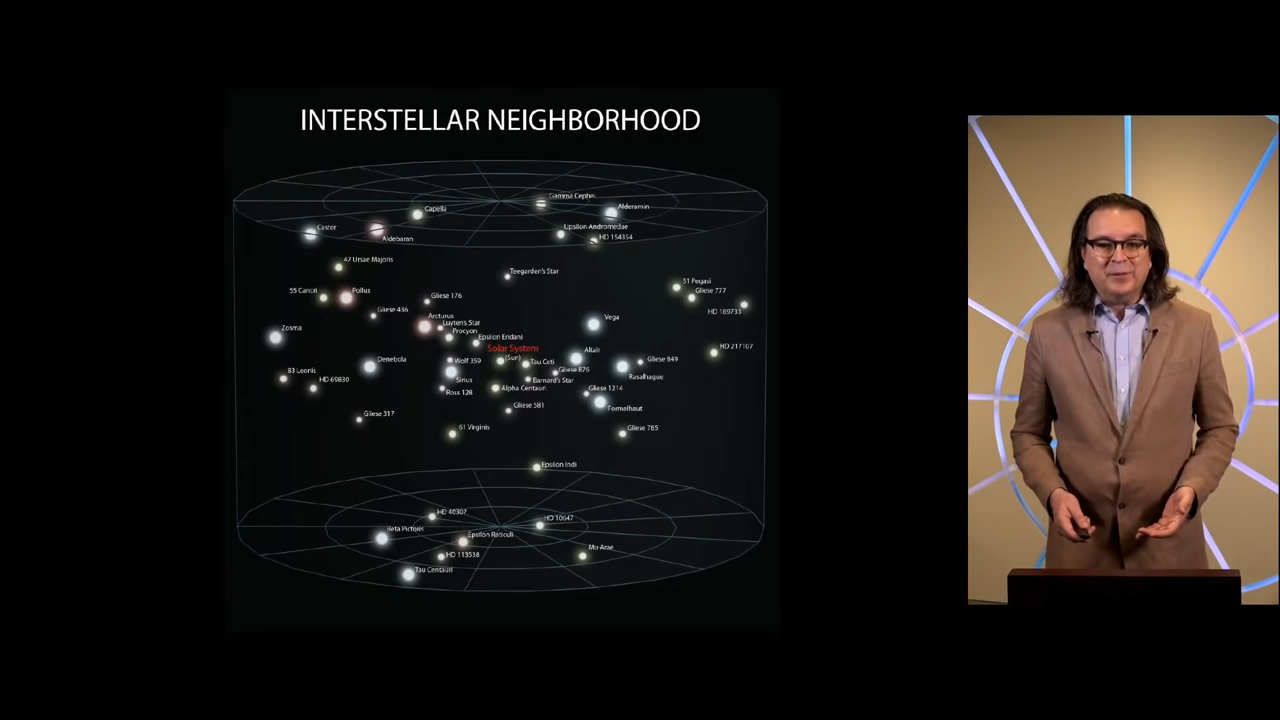 INTERSTELLAR NEIGHBORHOOD
Gamma Cephei
Capella
Alderamin
Castor
Upsilon Andromedae
Aldebaran
HD 154354
47 Ursae Majoris
Teegarden's Star
51 Pegasi
55 Cancri
Pollux
Gliese 777
Gliese 176
HD 189733
Gliese 436
Arcturus
Vega
Luyten's Star
Zosma
Procyon
Epsilon Eridani
Solar System
(Sun)
Altair
HD 217107
Denebola
Wolf 359
Tau Ceti
Gliese 849
83 Leonis
Gliese 876
HD 69830
Sirius
Barnard's Star
Rasalhague
Ross 128
Alpha Centauri
Gliese 1214
Gliese 317
Gliese 581
Formalhaut
61 Virginis
Gliese 785
Epsilon Indi
HD 40307
HD 10647
Beta Pictoris
Epsilon Raticuli
HD 113538
Mu Arae
Tau Centauri